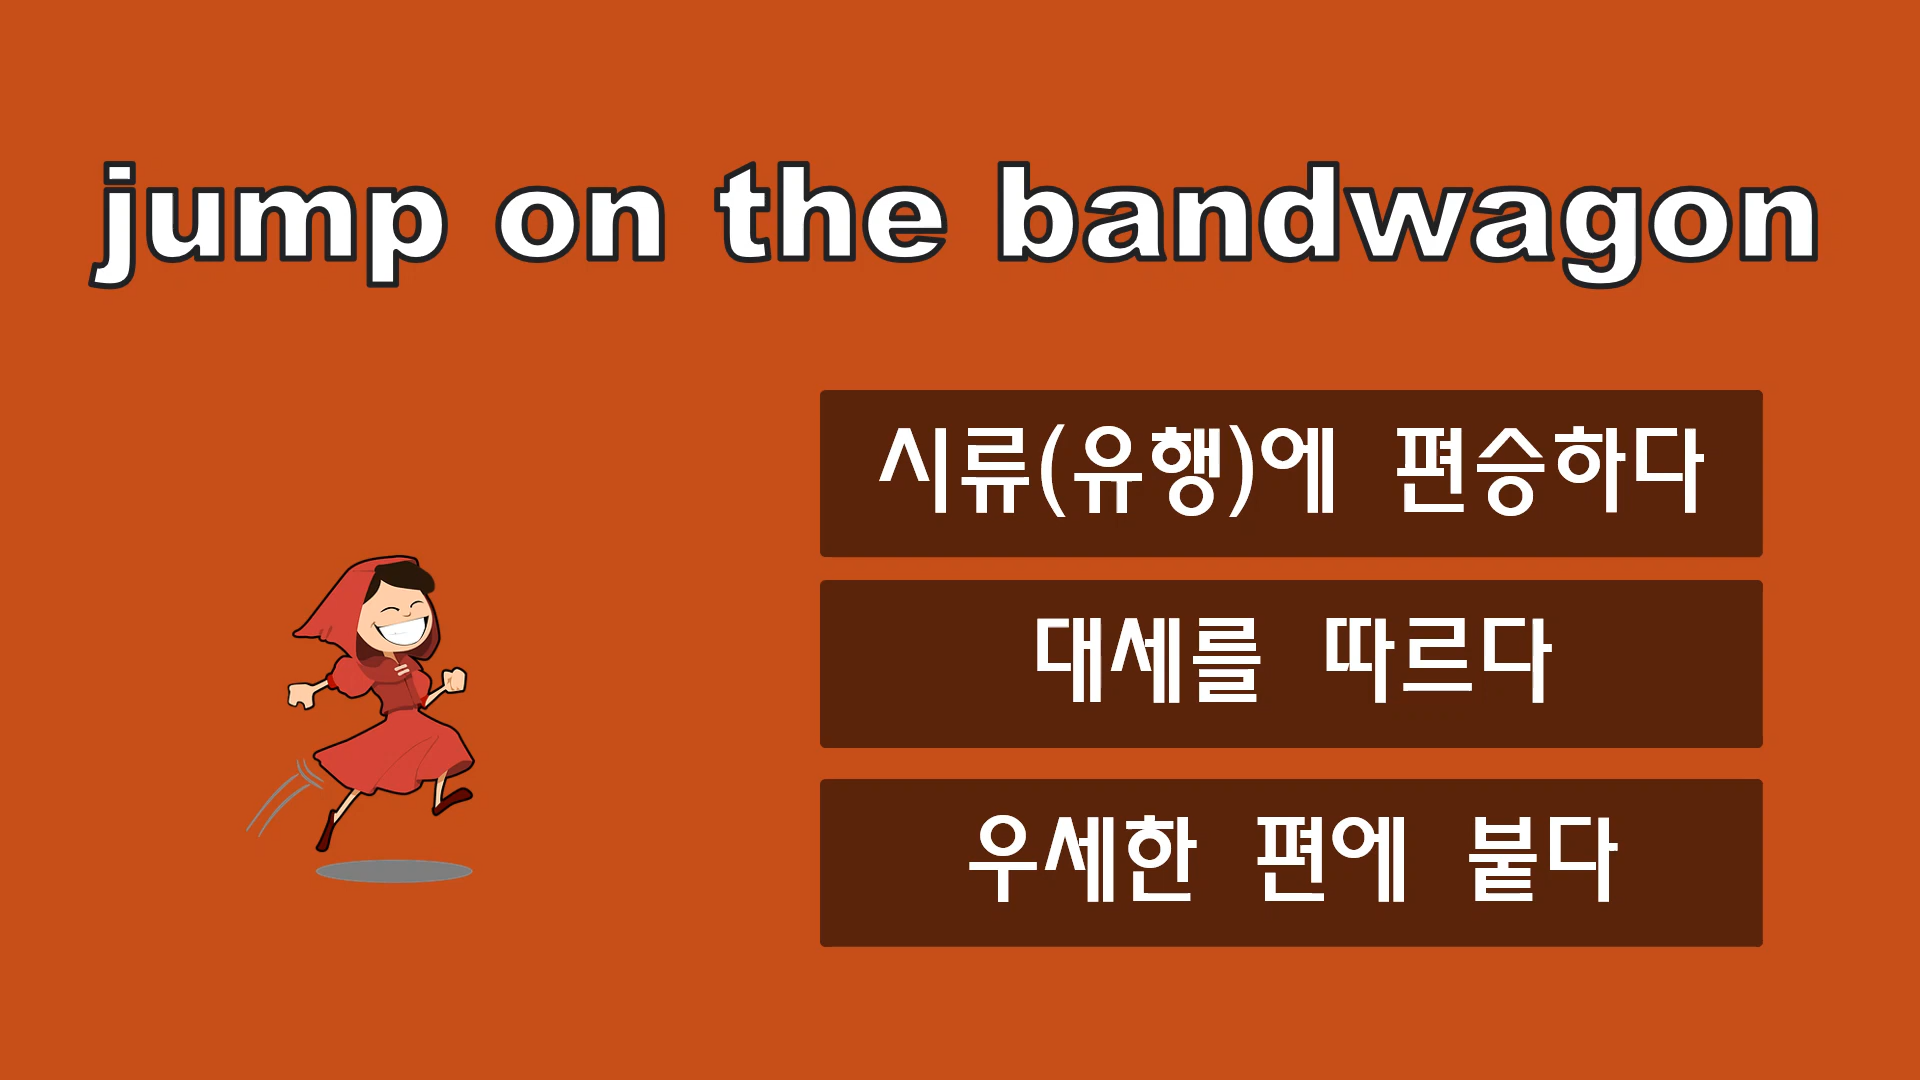 jump on the bandwagon
시류(유행)에 편승하다
대세를 따르다
우세한 편에 붙다